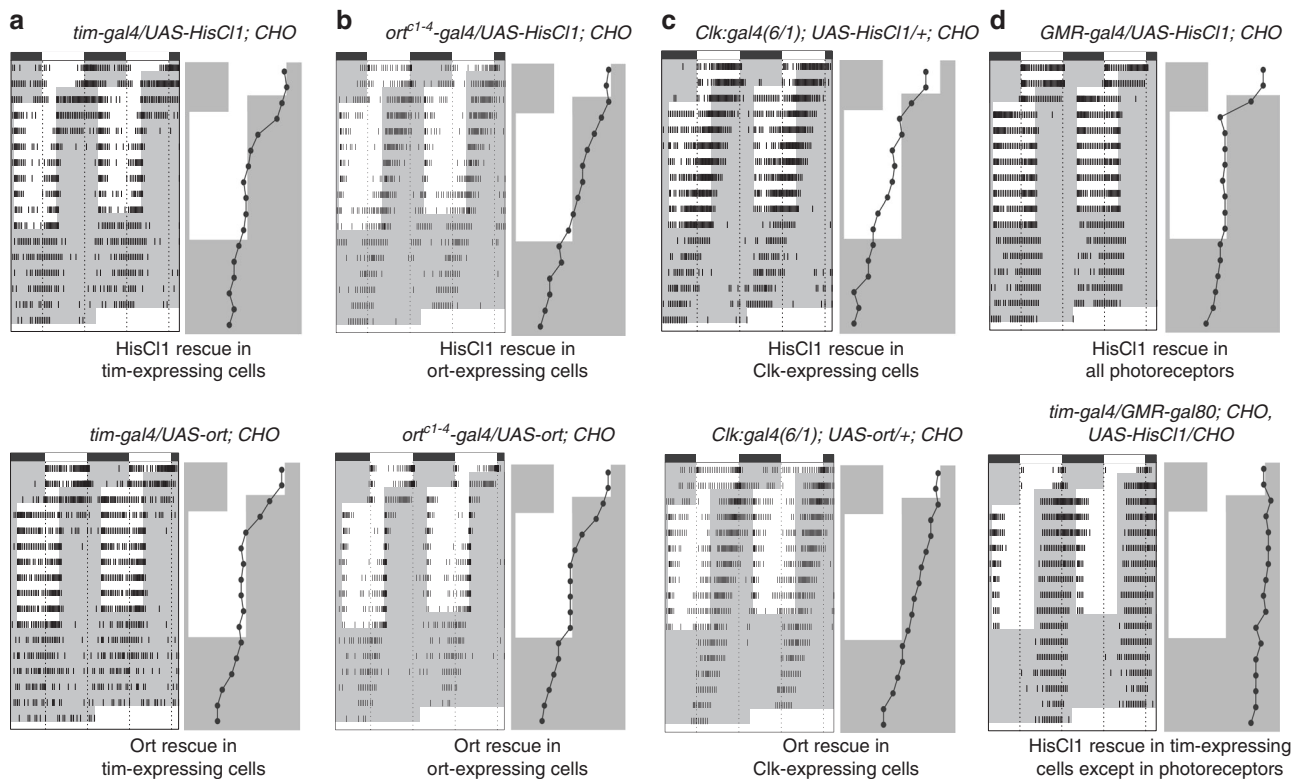 a
tim-gal4/UAS-HisCl1; CHO
HisCl1 rescue in
tim-expressing cells
b
ort^c1-4-gal4/UAS-HisCl1; CHO
HisCl1 rescue in
ort-expressing cells
c
Clk:gal4(6/1); UAS-HisCl1/+; CHO
HisCl1 rescue in
Clk-expressing cells
d
GMR-gal4/UAS-HisCl1; CHO
HisCl1 rescue in
all photoreceptors
tim-gal4/UAS-ort; CHO
Ort rescue in
tim-expressing cells
ort^c1-4-gal4/UAS-ort; CHO
Ort rescue in
ort-expressing cells
Clk:gal4(6/1); UAS-ort/+; CHO
Ort rescue in
Clk-expressing cells
tim-gal4/GMR-gal80; CHO,
UAS-HisCl1/CHO
HisCl1 rescue in tim-expressing
cells except in photoreceptors